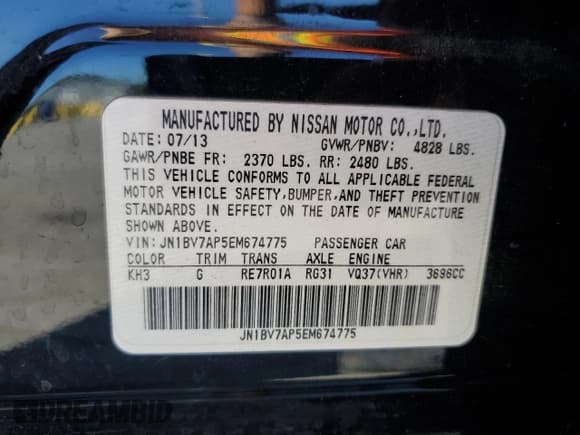 MANUFACTURED BY NISSAN MOTOR CO.,LTD.
DATE: 07/13 GVWR/PNBV: 4828 LBS.
GAWR/PNBE FR: 2370 LBS. RR: 2480 LBS.
THIS VEHICLE CONFORMS TO ALL APPLICABLE FEDERAL
MOTOR VEHICLE SAFETY,BUMPER,AND THEFT PREVENTION
STANDARDS IN EFFECT ON THE DATE OF MANUFACTURE
SHOWN ABOVE.
VIN: JN1BV7AP5EM674775 PASSENGER CAR
COLOR TRIM TRANS AXLE ENGINE
KH3 G RE7R01A RG31 VQ37(VHR) 3696CC
JN1BV7AP5EM674775
DREAMBID